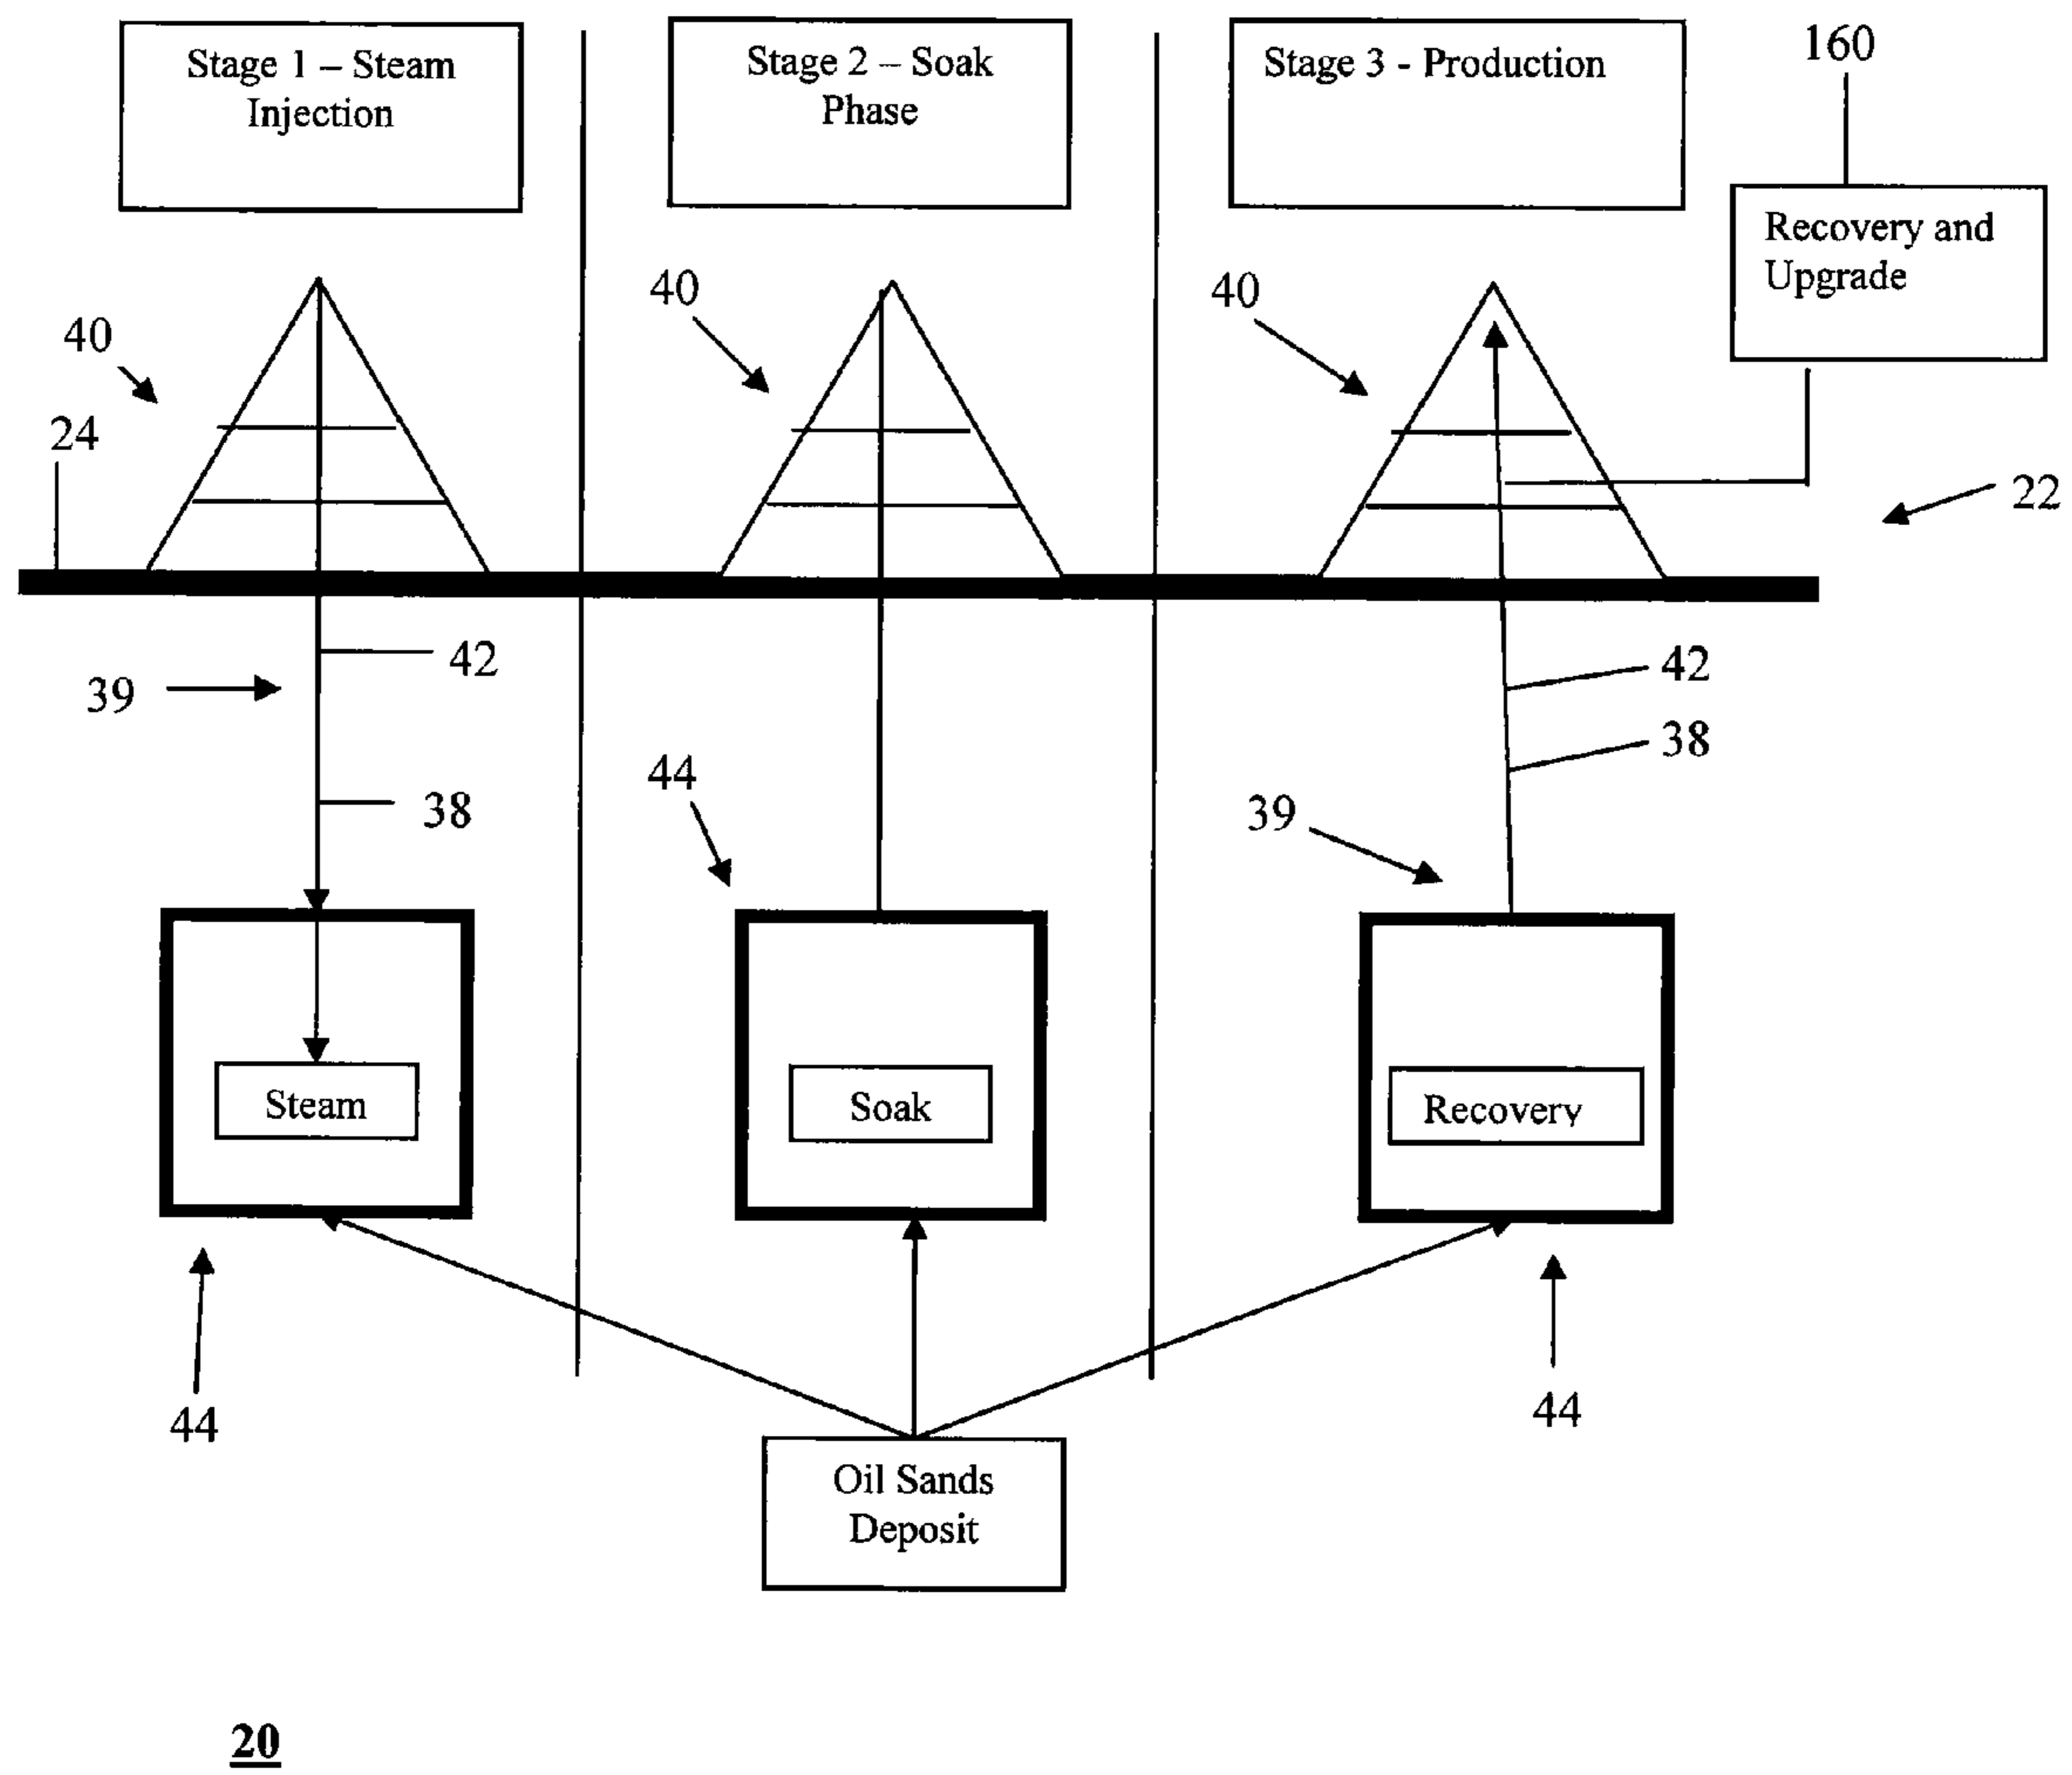 Stage 1 – Steam
Injection
Stage 2 – Soak
Phase
Stage 3 - Production
160
Recovery and
Upgrade
40
40
40
24
22
42
39
42
38
44
38
39
Steam
Soak
Recovery
44
44
Oil Sands
Deposit
20